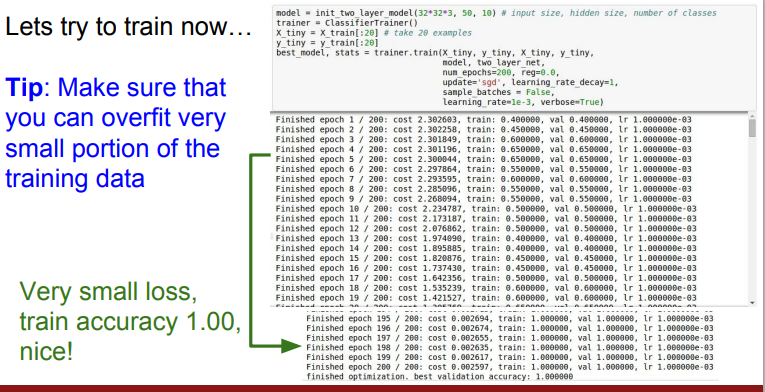 Lets try to train now…
Tip: Make sure that
you can overfit very
small portion of the
training data
Very small loss,
train accuracy 1.00,
nice!
model = init_two_layer_model(32*32*3, 50, 10) # input size, hidden size, number of classes
trainer = ClassifierTrainer()
X_tiny = X_train[:20] # take 20 examples
y_tiny = y_train[:20]
best_model, stats = trainer.train(X_tiny, y_tiny, X_tiny, y_tiny,
model, two_layer_net,
num_epochs=200, reg=0.0,
update='sgd', learning_rate_decay=1,
sample_batches = False,
learning_rate=1e-3, verbose=True)
Finished epoch 1 / 200: cost 2.302603, train: 0.400000, val 0.400000, lr 1.000000e-03
Finished epoch 2 / 200: cost 2.302258, train: 0.450000, val 0.450000, lr 1.000000e-03
Finished epoch 3 / 200: cost 2.301849, train: 0.600000, val 0.600000, lr 1.000000e-03
Finished epoch 4 / 200: cost 2.301196, train: 0.650000, val 0.650000, lr 1.000000e-03
Finished epoch 5 / 200: cost 2.300044, train: 0.650000, val 0.650000, lr 1.000000e-03
Finished epoch 6 / 200: cost 2.297864, train: 0.550000, val 0.550000, lr 1.000000e-03
Finished epoch 7 / 200: cost 2.293595, train: 0.600000, val 0.600000, lr 1.000000e-03
Finished epoch 8 / 200: cost 2.285096, train: 0.550000, val 0.550000, lr 1.000000e-03
Finished epoch 9 / 200: cost 2.268094, train: 0.550000, val 0.550000, lr 1.000000e-03
Finished epoch 10 / 200: cost 2.234787, train: 0.500000, val 0.500000, lr 1.000000e-03
Finished epoch 11 / 200: cost 2.173187, train: 0.500000, val 0.500000, lr 1.000000e-03
Finished epoch 12 / 200: cost 2.076862, train: 0.500000, val 0.500000, lr 1.000000e-03
Finished epoch 13 / 200: cost 1.974090, train: 0.400000, val 0.400000, lr 1.000000e-03
Finished epoch 14 / 200: cost 1.895885, train: 0.400000, val 0.400000, lr 1.000000e-03
Finished epoch 15 / 200: cost 1.820876, train: 0.450000, val 0.450000, lr 1.000000e-03
Finished epoch 16 / 200: cost 1.737430, train: 0.450000, val 0.450000, lr 1.000000e-03
Finished epoch 17 / 200: cost 1.642356, train: 0.500000, val 0.500000, lr 1.000000e-03
Finished epoch 18 / 200: cost 1.535239, train: 0.600000, val 0.600000, lr 1.000000e-03
Finished epoch 19 / 200: cost 1.421527, train: 0.600000, val 0.600000, lr 1.000000e-03
Finished epoch 195 / 200: cost 0.002694, train: 1.000000, val 1.000000, lr 1.000000e-03
Finished epoch 196 / 200: cost 0.002674, train: 1.000000, val 1.000000, lr 1.000000e-03
Finished epoch 197 / 200: cost 0.002655, train: 1.000000, val 1.000000, lr 1.000000e-03
Finished epoch 198 / 200: cost 0.002635, train: 1.000000, val 1.000000, lr 1.000000e-03
Finished epoch 199 / 200: cost 0.002617, train: 1.000000, val 1.000000, lr 1.000000e-03
Finished epoch 200 / 200: cost 0.002597, train: 1.000000, val 1.000000, lr 1.000000e-03
finished optimization. best validation accuracy: 1.000000